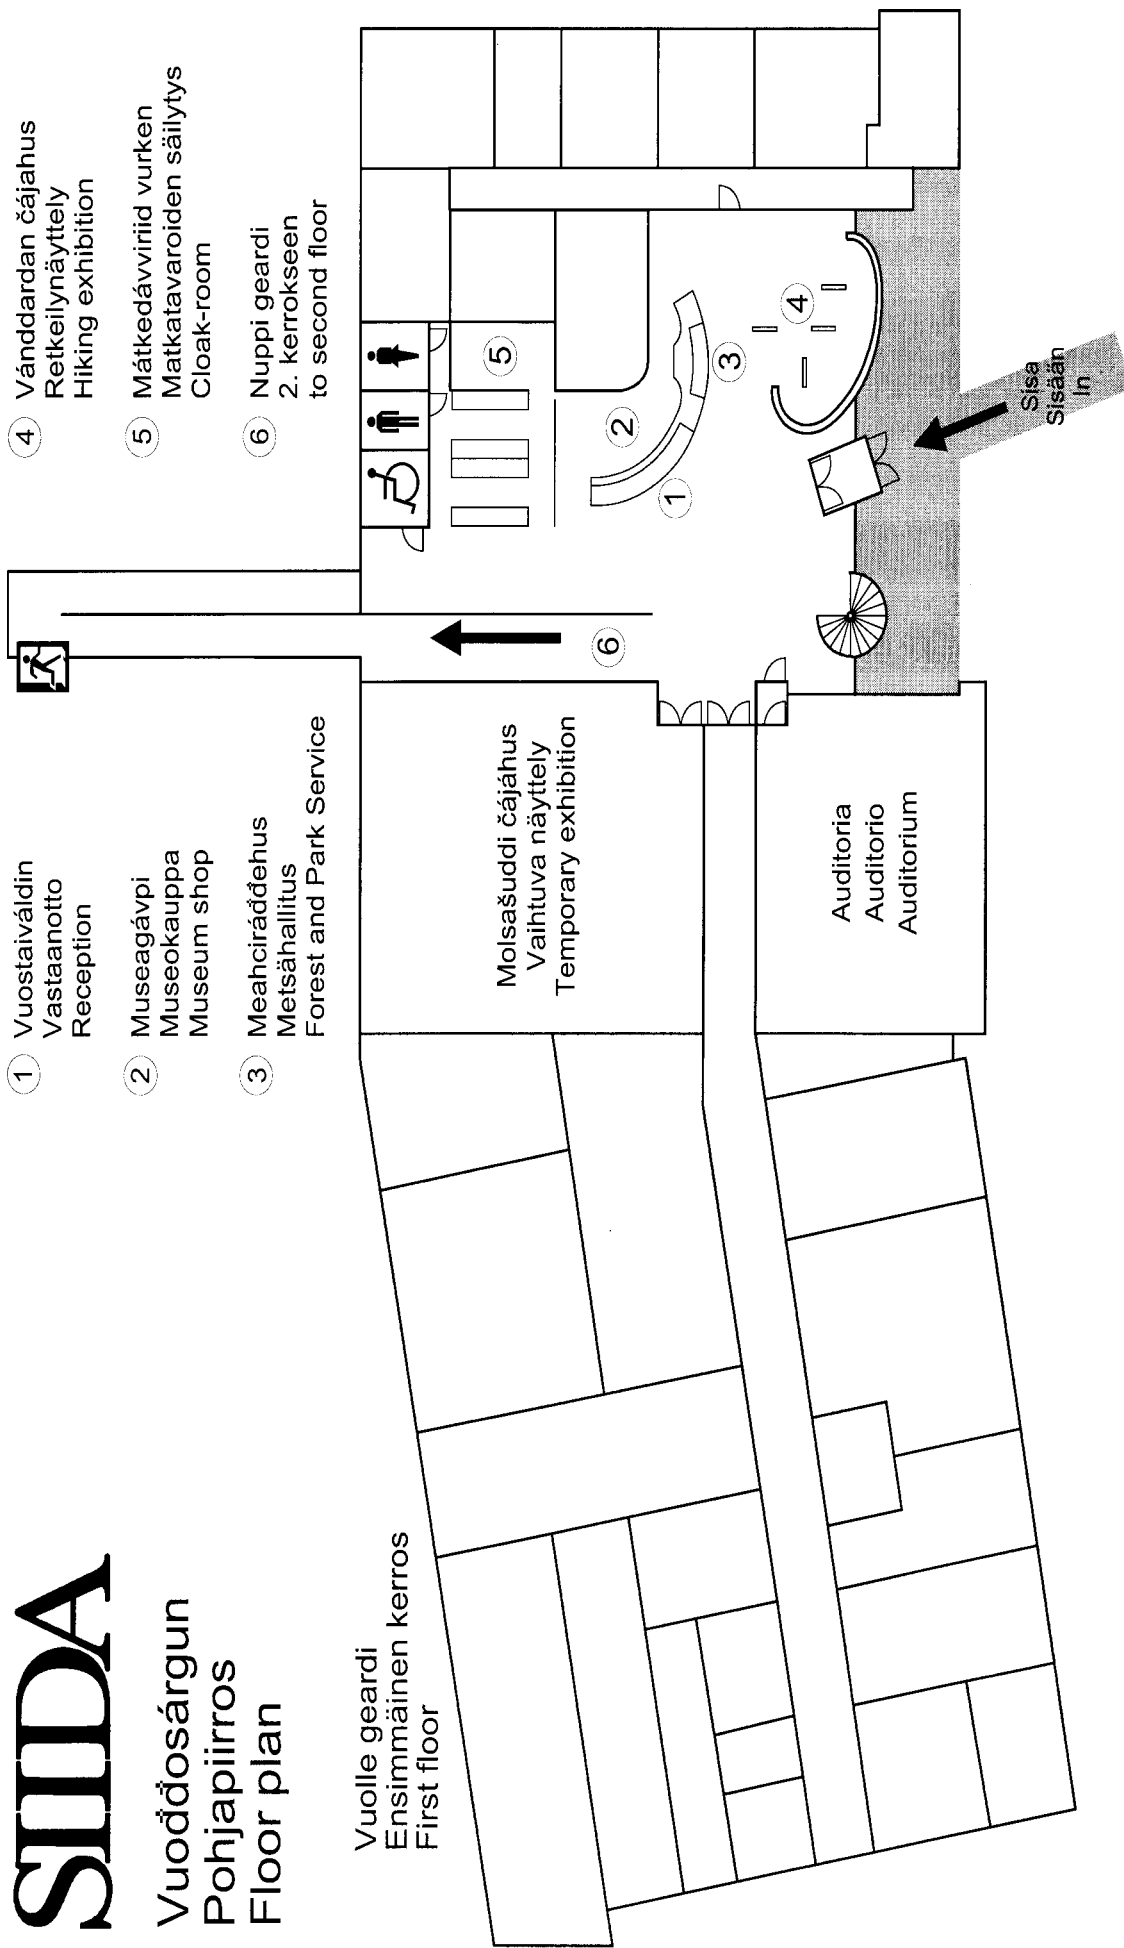 SIIDA
Vuođđosárgun
Pohjapiirros
Floor plan
Vuolle geardi
Ensimmäinen kerros
First floor
1 Vuostaiváldin
Vastaanotto
Reception
2 Museagávpi
Museokauppa
Museum shop
3 Meahciráđđehus
Metsähallitus
Forest and Park Service
4 Vánddardan čájahus
Retkeilynäyttely
Hiking exhibition
5 Mátkedávviriid vurken
Matkatavaroiden säilytys
Cloak-room
6 Nuppi geardi
2. kerrokseen
to second floor
Molsašuddi čájáhus
Vaihtuva näyttely
Temporary exhibition
Auditoria
Auditorio
Auditorium
6
5
2
1
3
4
Sisa
Sisään
In